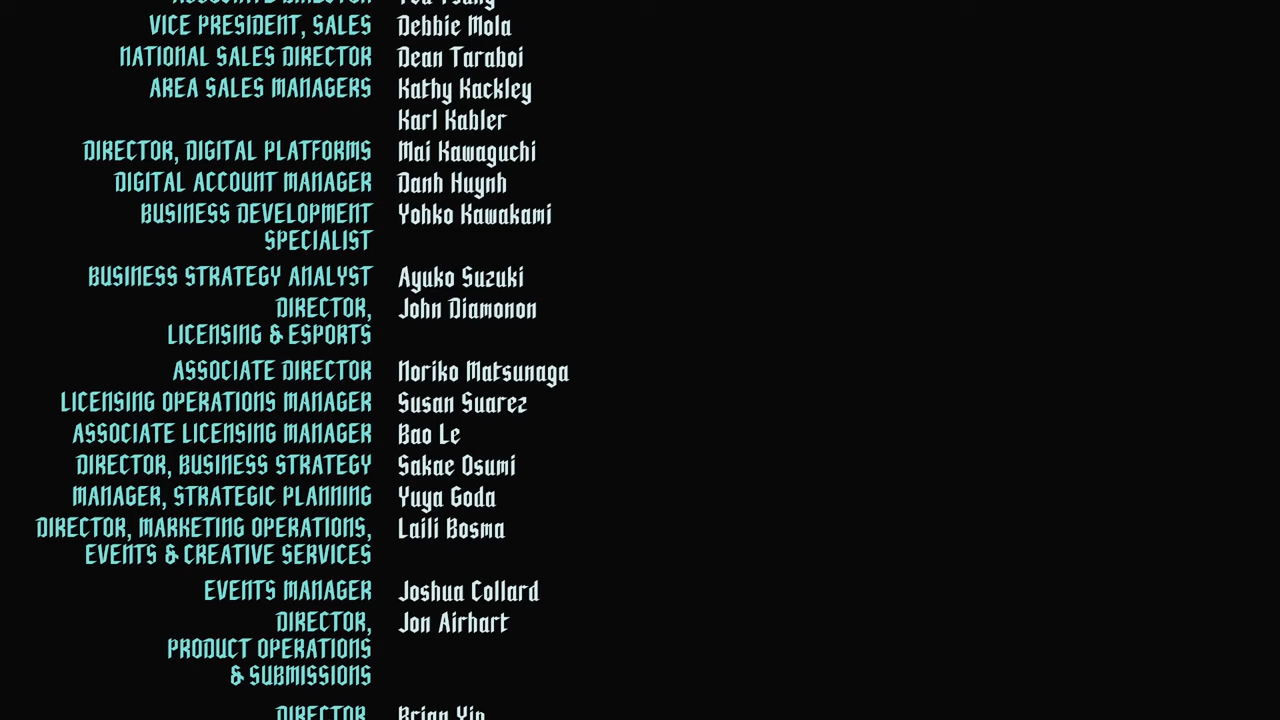 VICE PRESIDENT, SALES Debbie Mola
NATIONAL SALES DIRECTOR Dean Taraboi
AREA SALES MANAGERS Kathy Kackley
Karl Kabler
DIRECTOR, DIGITAL PLATFORMS Mai Kawaguchi
DIGITAL ACCOUNT MANAGER Danh Huynh
BUSINESS DEVELOPMENT Yohko Kawakami
SPECIALIST
BUSINESS STRATEGY ANALYST Ayuko Suzuki
DIRECTOR, John Diamonon
LICENSING & ESPORTS
ASSOCIATE DIRECTOR Noriko Matsunaga
LICENSING OPERATIONS MANAGER Susan Suarez
ASSOCIATE LICENSING MANAGER Bao Le
DIRECTOR, BUSINESS STRATEGY Sakae Osumi
MANAGER, STRATEGIC PLANNING Yuya Goda
DIRECTOR, MARKETING OPERATIONS, Laili Bosma
EVENTS & CREATIVE SERVICES
EVENTS MANAGER Joshua Collard
DIRECTOR, Jon Airhart
PRODUCT OPERATIONS
& SUBMISSIONS
DIRECTOR, Brian Yin